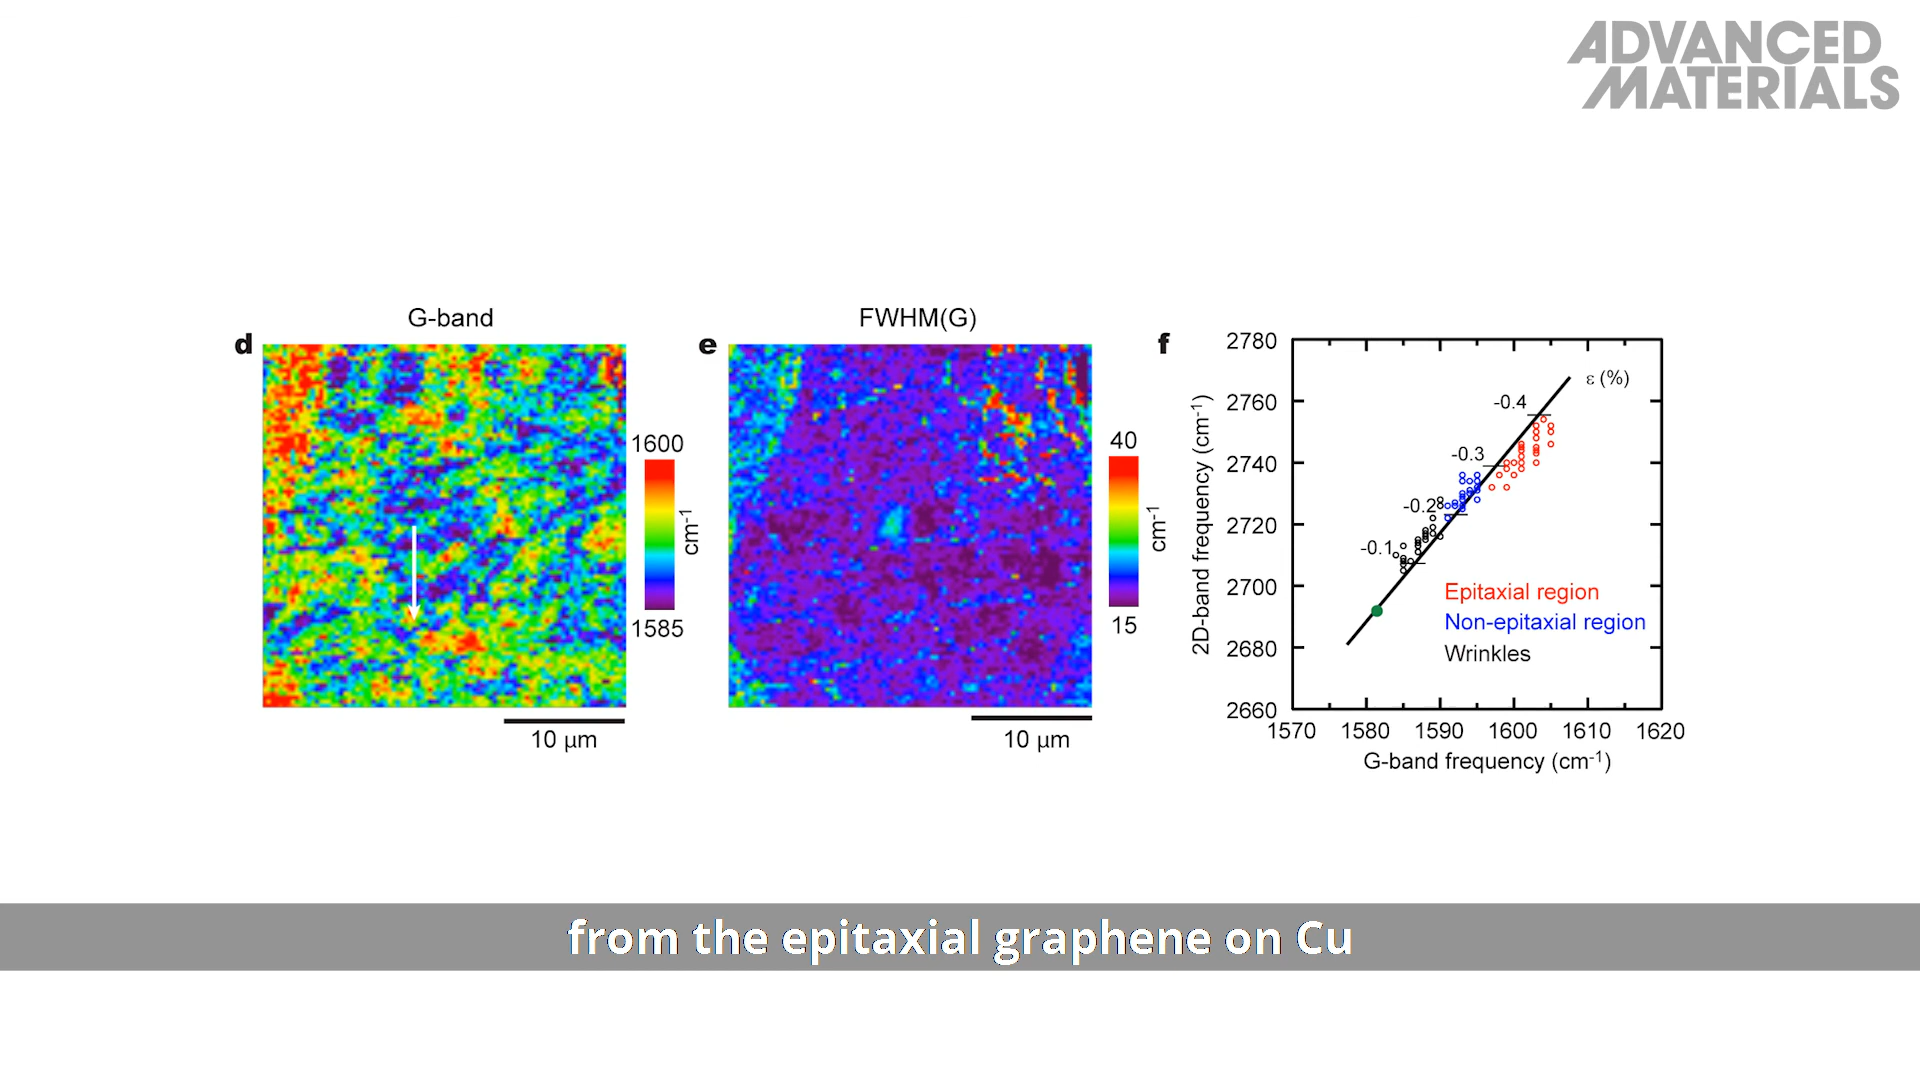 ADVANCED
MATERIALS
d
G-band
1600
cm-1
1585
10 µm
e
FWHM(G)
40
cm-1
15
10 µm
f
2D-band frequency (cm-1)
2780
2760
2740
2720
2700
2680
2660
ε (%)
-0.4
-0.3
-0.2
-0.1
Epitaxial region
Non-epitaxial region
Wrinkles
1570 1580 1590 1600 1610 1620
G-band frequency (cm-1)
from the epitaxial graphene on Cu